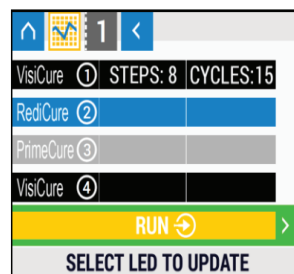 1
VisiCure 1 STEPS: 8 CYCLES:15
RediCure 2
PrimeCure 3
VisiCure 4
RUN
SELECT LED TO UPDATE